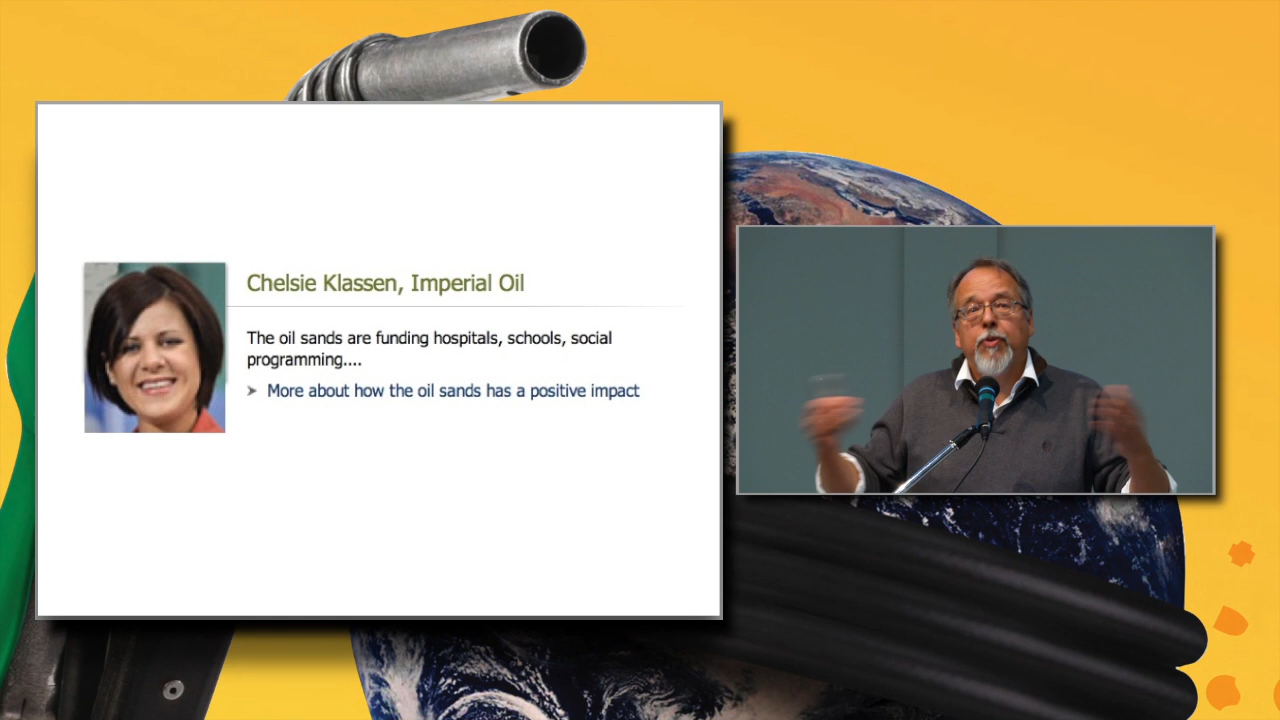 Chelsie Klassen, Imperial Oil
The oil sands are funding hospitals, schools, social
programming....
More about how the oil sands has a positive impact